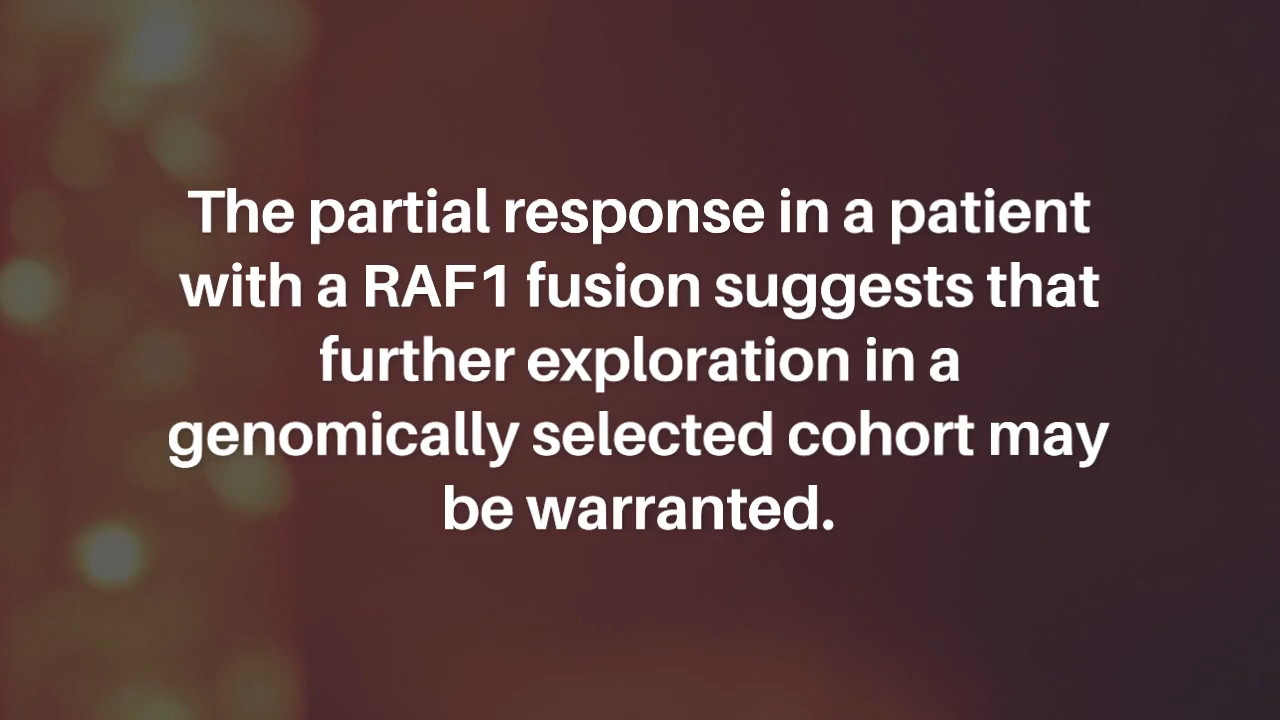 The partial response in a patient
with a RAF1 fusion suggests that
further exploration in a
genomically selected cohort may
be warranted.